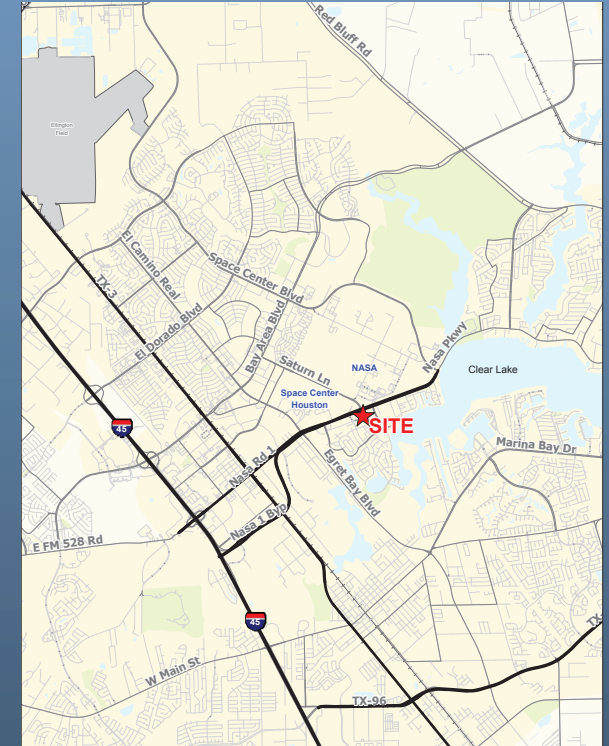 Red Bluff Rd
Ellington
Field
El Camino Real
Space Center Blvd
TX-3
El Dorado Blvd
Bay Area Blvd
Saturn Ln
NASA
Nasa Pkwy
Clear Lake
Space Center
Houston
SITE
45
Marina Bay Dr
Nasa Rd 1
Egret Bay Blvd
Nasa 1 Byp
E FM 528 Rd
45
TX-
W Main St
TX-96